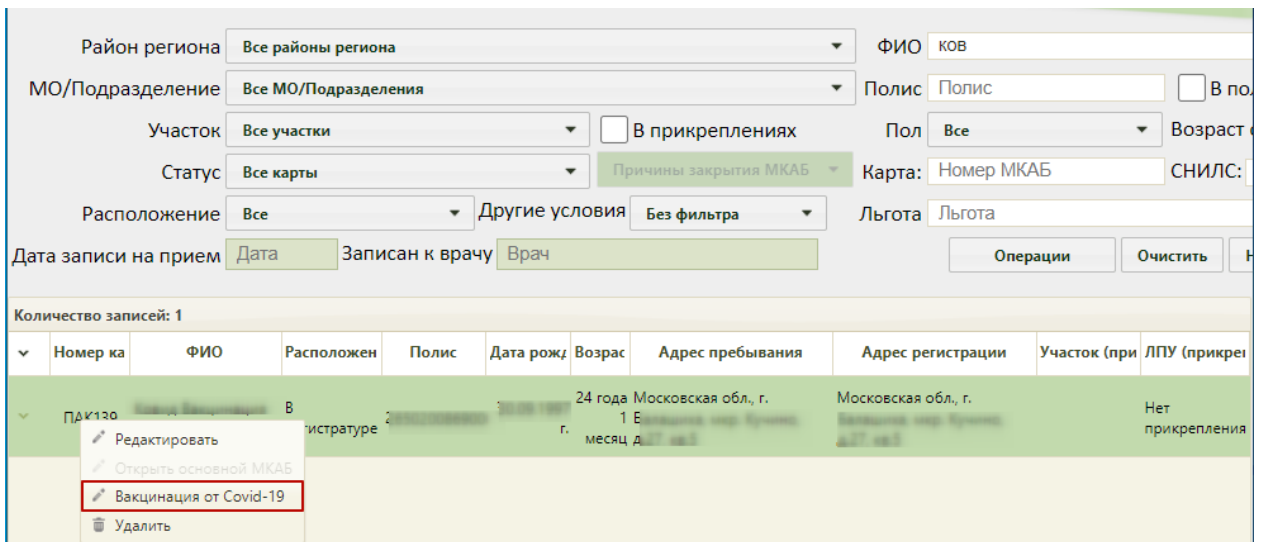 Район региона Все районы региона ФИО ков
МО/Подразделение Все МО/Подразделения Полис Полис В пол
Участок Все участки В прикреплениях Пол Все Возраст
Статус Все карты Причины закрытия МКАБ Карта: Номер МКАБ СНИЛС:
Расположение Все Другие условия Без фильтра Льгота Льгота
Дата записи на прием Дата Записан к врачу Врач Операции Очистить
Количество записей: 1
Номер ка ФИО Расположен Полис Дата рож Возрас Адрес пребывания Адрес регистрации Участок (при ЛПУ (прикреп
24 года Московская обл., г. Московская обл., г.
ПАК139 В 1 Нет
гистратуре г. месяц прикрепления
Редактировать
Открыть основной МКАБ
Вакцинация от Covid-19
Удалить